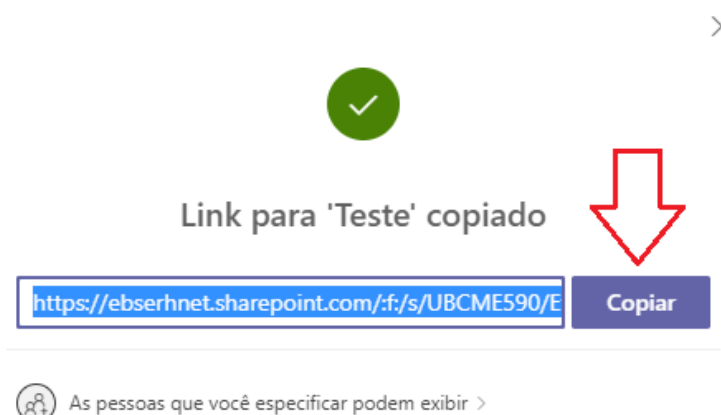 Link para 'Teste' copiado
https://ebserhnet.sharepoint.com/:f:/s/UBCME590/E
Copiar
As pessoas que você especificar podem exibir >